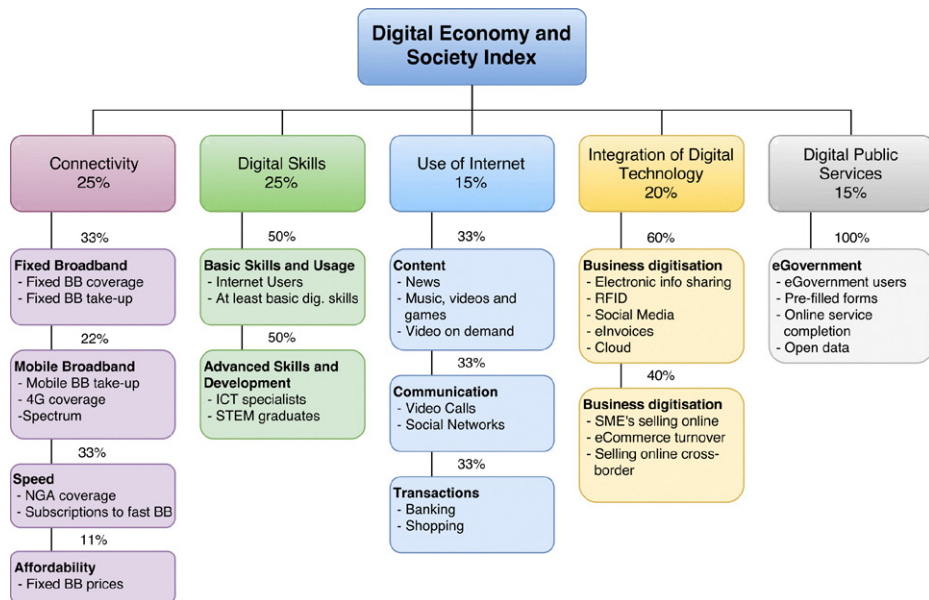 Digital Economy and
Society Index
Connectivity
25%
33%
Fixed Broadband
- Fixed BB coverage
- Fixed BB take-up
22%
Mobile Broadband
- Mobile BB take-up
- 4G coverage
-Spectrum
33%
Speed
- NGA coverage
- Subscriptions to fast BB
11%
Affordability
- Fixed BB prices
Digital Skills
25%
50%
Basic Skills and Usage
- Internet Users
- At least basic dig. skills
50%
Advanced Skills and
Development
- ICT specialists
- STEM graduates
Use of Internet
15%
33%
Content
- News
- Music, videos and
games
- Video on demand
33%
Communication
- Video Calls
- Social Networks
33%
Transactions
- Banking
- Shopping
Integration of Digital
Technology
20%
60%
Business digitisation
- Electronic info sharing
- RFID
- Social Media
- eInvoices
- Cloud
40%
Business digitisation
- SME's selling online
- eCommerce turnover
- Selling online cross-
border
Digital Public
Services
15%
100%
eGovernment
- eGovernment users
- Pre-filled forms
- Online service
completion
- Open data